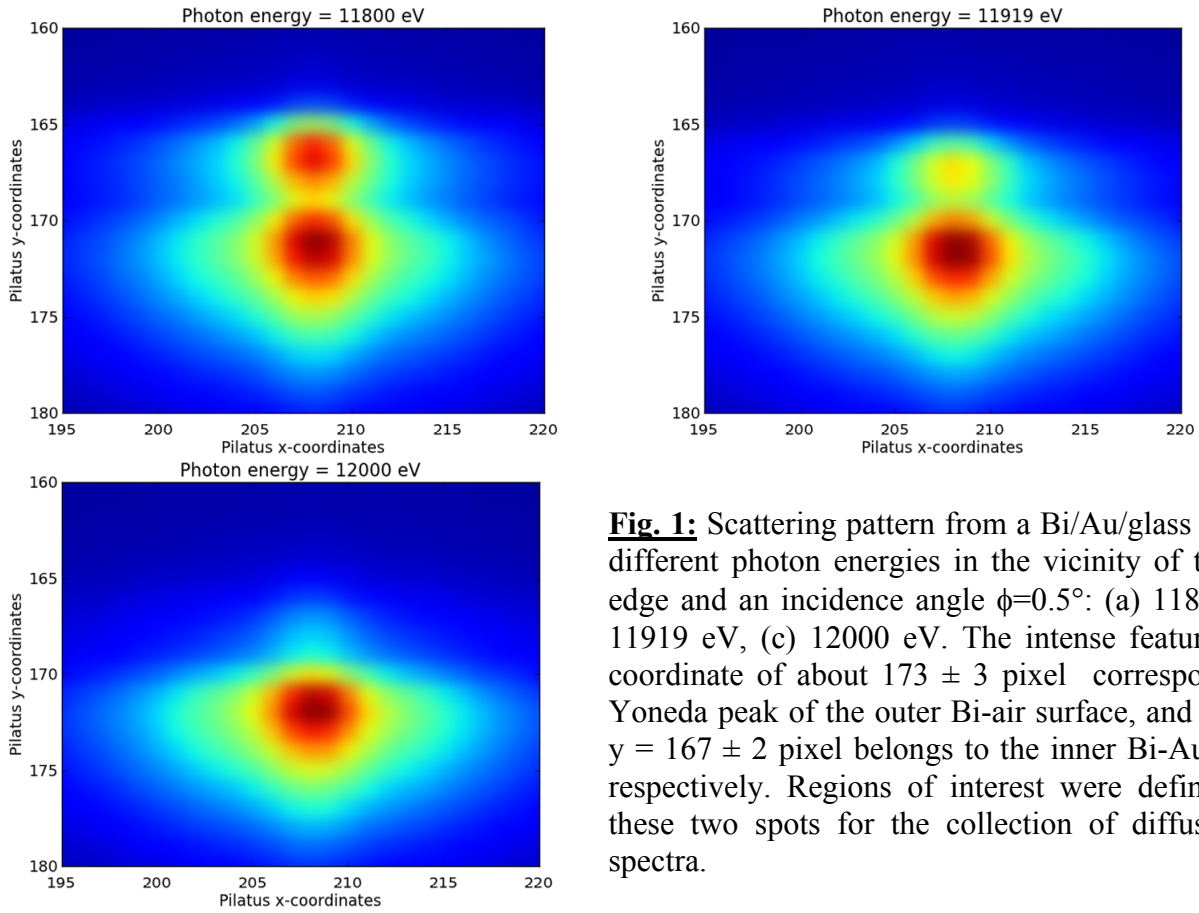 Photon energy = 11800 eV
160
165
170
175
180
Pilatus y-coordinates
195 200 205 210 215 220
Pilatus x-coordinates
Photon energy = 11919 eV
160
165
170
175
180
Pilatus y-coordinates
195 200 205 210 215 220
Pilatus x-coordinates
Photon energy = 12000 eV
160
165
170
175
180
Pilatus y-coordinates
195 200 205 210 215 220
Pilatus x-coordinates
Fig. 1: Scattering pattern from a Bi/Au/glass
different photon energies in the vicinity of t
edge and an incidence angle ϕ=0.5°: (a) 118
11919 eV, (c) 12000 eV. The intense featur
coordinate of about 173 ± 3 pixel correspo
Yoneda peak of the outer Bi-air surface, and
y = 167 ± 2 pixel belongs to the inner Bi-Au
respectively. Regions of interest were defin
these two spots for the collection of diffus
spectra.